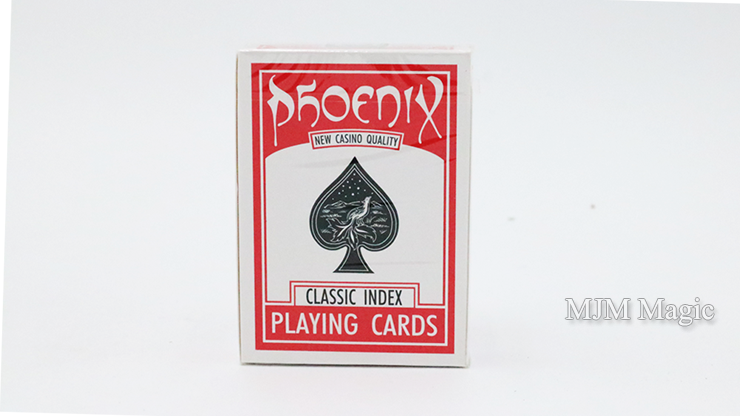 PHOENIX
NEW CASINO QUALITY
CLASSIC INDEX
PLAYING CARDS
MJM Magic